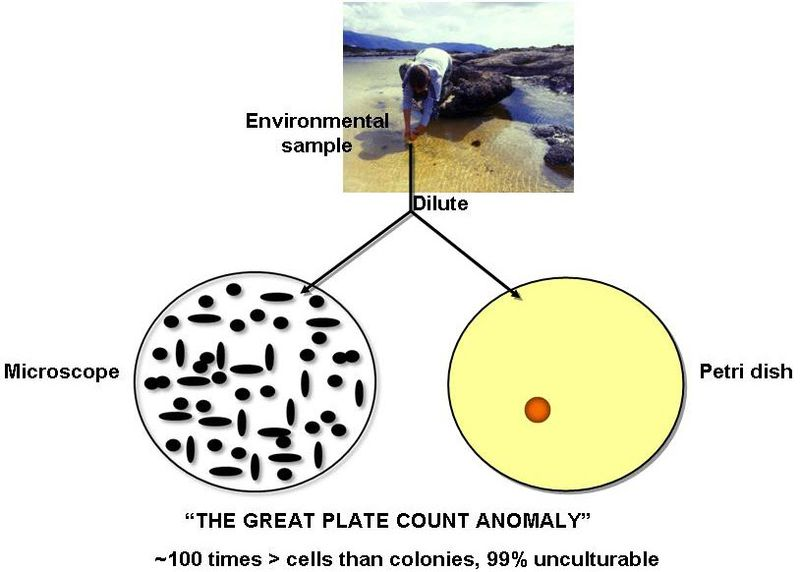 Environmental
sample
Dilute
Microscope
Petri dish
“THE GREAT PLATE COUNT ANOMALY”
~100 times > cells than colonies, 99% unculturable